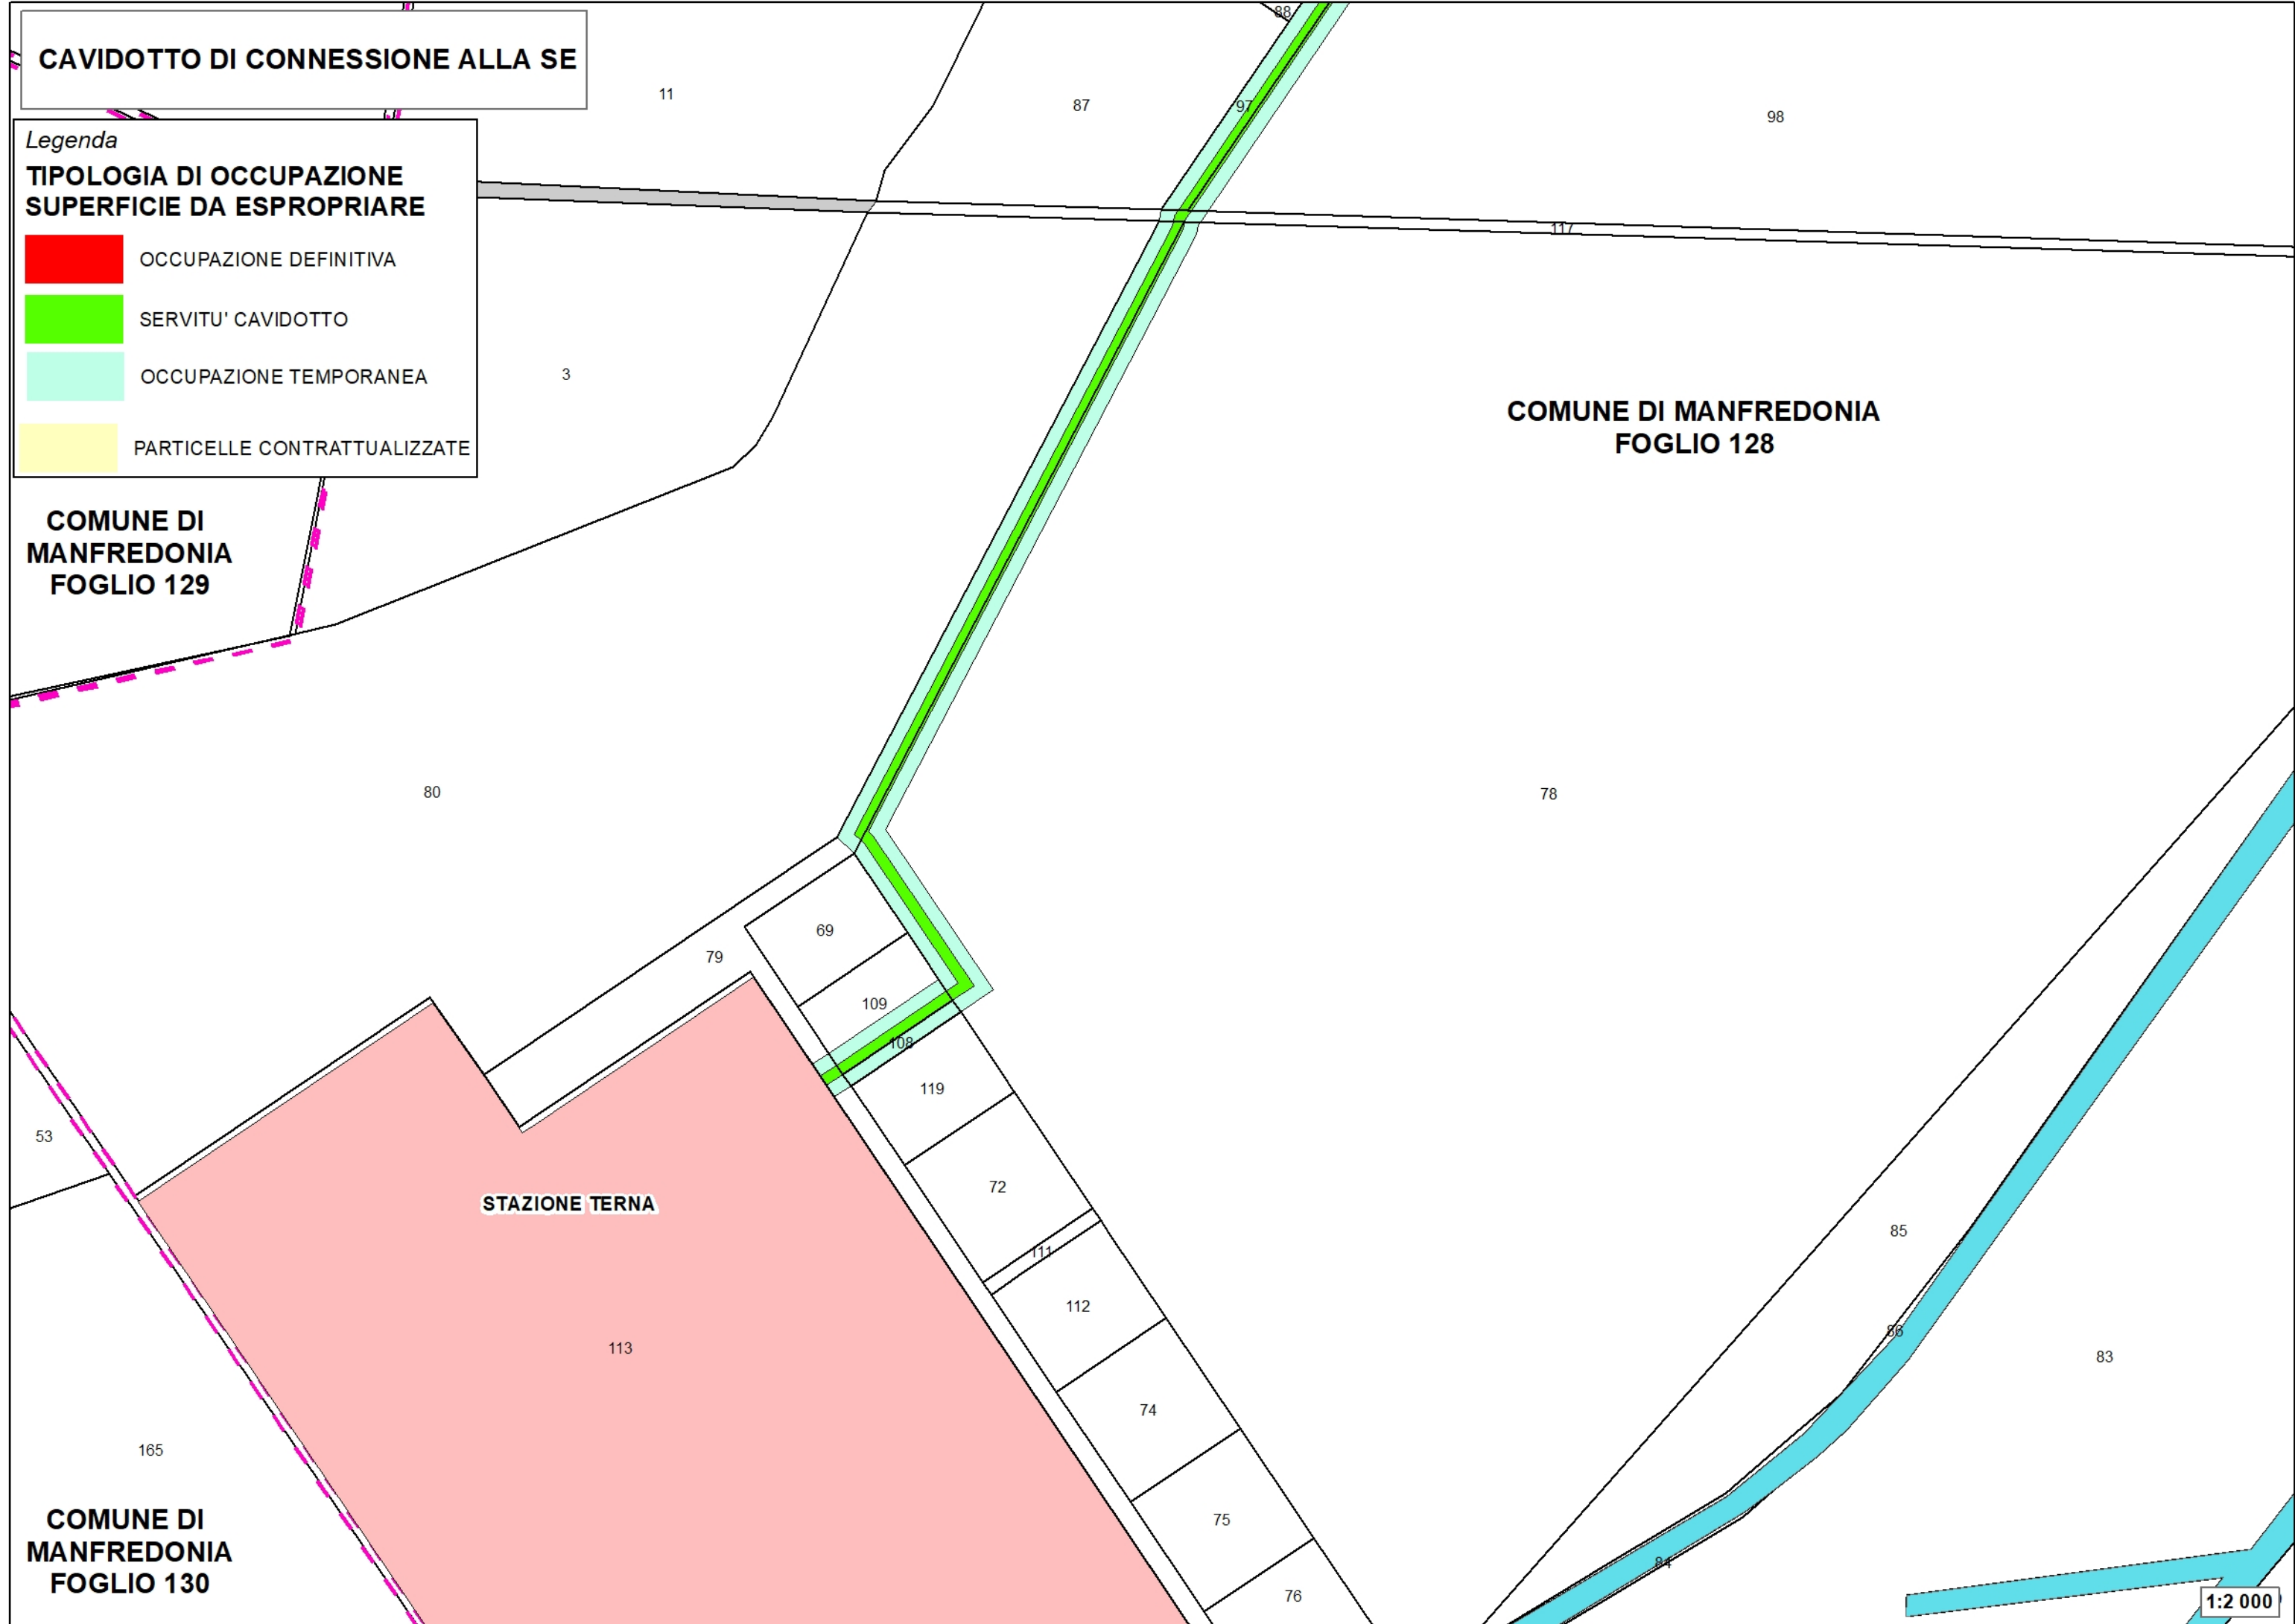 CAVIDOTTO DI CONNESSIONE ALLA SE
Legenda
TIPOLOGIA DI OCCUPAZIONE
SUPERFICIE DA ESPROPRIARE
OCCUPAZIONE DEFINITIVA
SERVITU' CAVIDOTTO
OCCUPAZIONE TEMPORANEA
PARTICELLE CONTRATTUALIZZATE
88
11
87
97
98
117
3
COMUNE DI MANFREDONIA
FOGLIO 128
COMUNE DI
MANFREDONIA
FOGLIO 129
80
78
69
79
109
108
119
53
72
STAZIONE TERNA
85
111
112
86
113
83
74
165
75
COMUNE DI
MANFREDONIA
FOGLIO 130
84
76
1:2 000